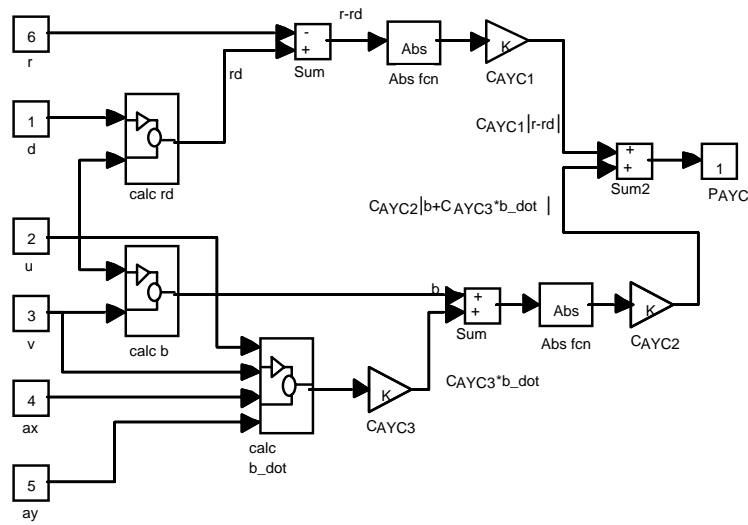 6
r
-
+
Sum
r-rd
Abs
Abs fcn
K
CAYC1
rd
1
d
calc rd
CAYC1|r-rd|
+
+
Sum2
1
PAYC
CAYC2|b+CAYC3*b_dot |
2
u
3
v
calc b
b
+
+
Sum
Abs
Abs fcn
K
CAYC2
4
ax
calc
b_dot
K
CAYC3
CAYC3*b_dot
5
ay